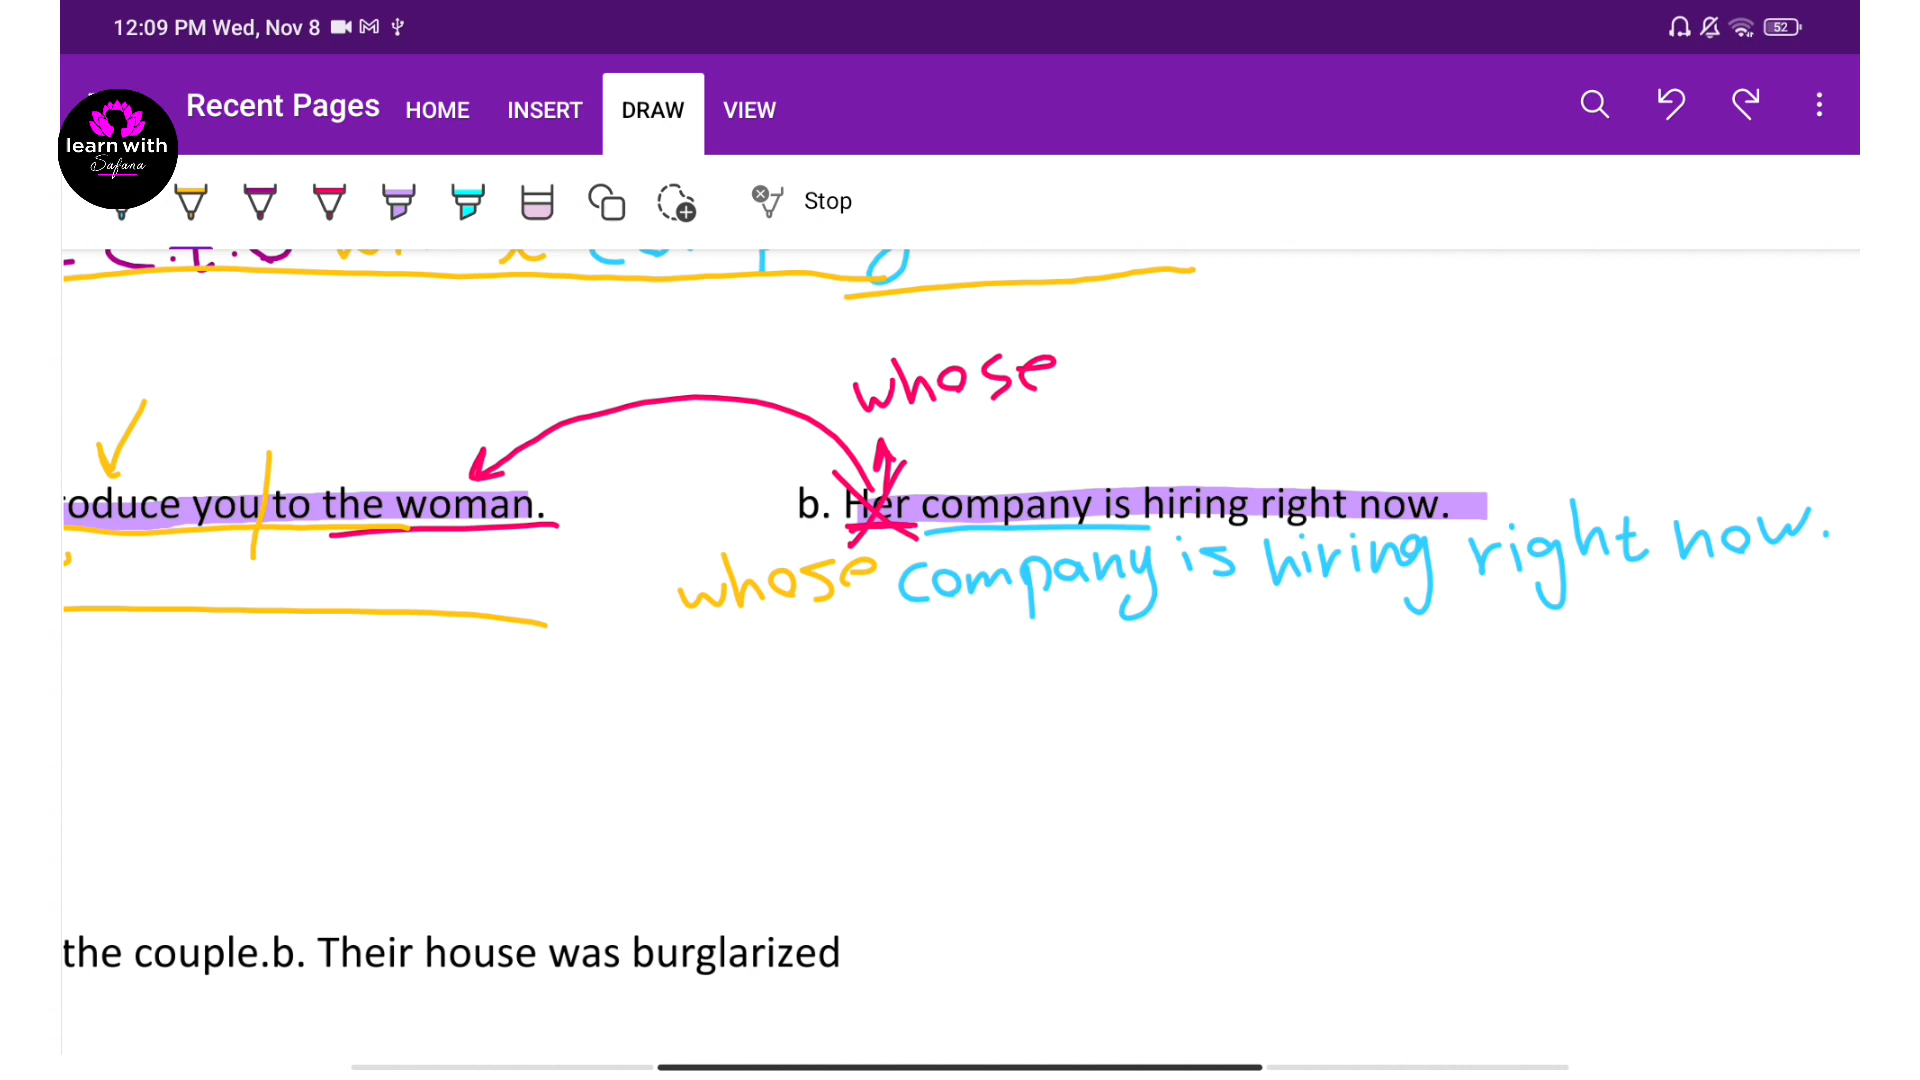 12:09 PM Wed, Nov 8
52
Recent Pages HOME INSERT DRAW VIEW
learn with
Safana
Stop
whose
oduce you to the woman. b. Her company is hiring right now.
whose company is hiring right now.
the couple.b. Their house was burglarized